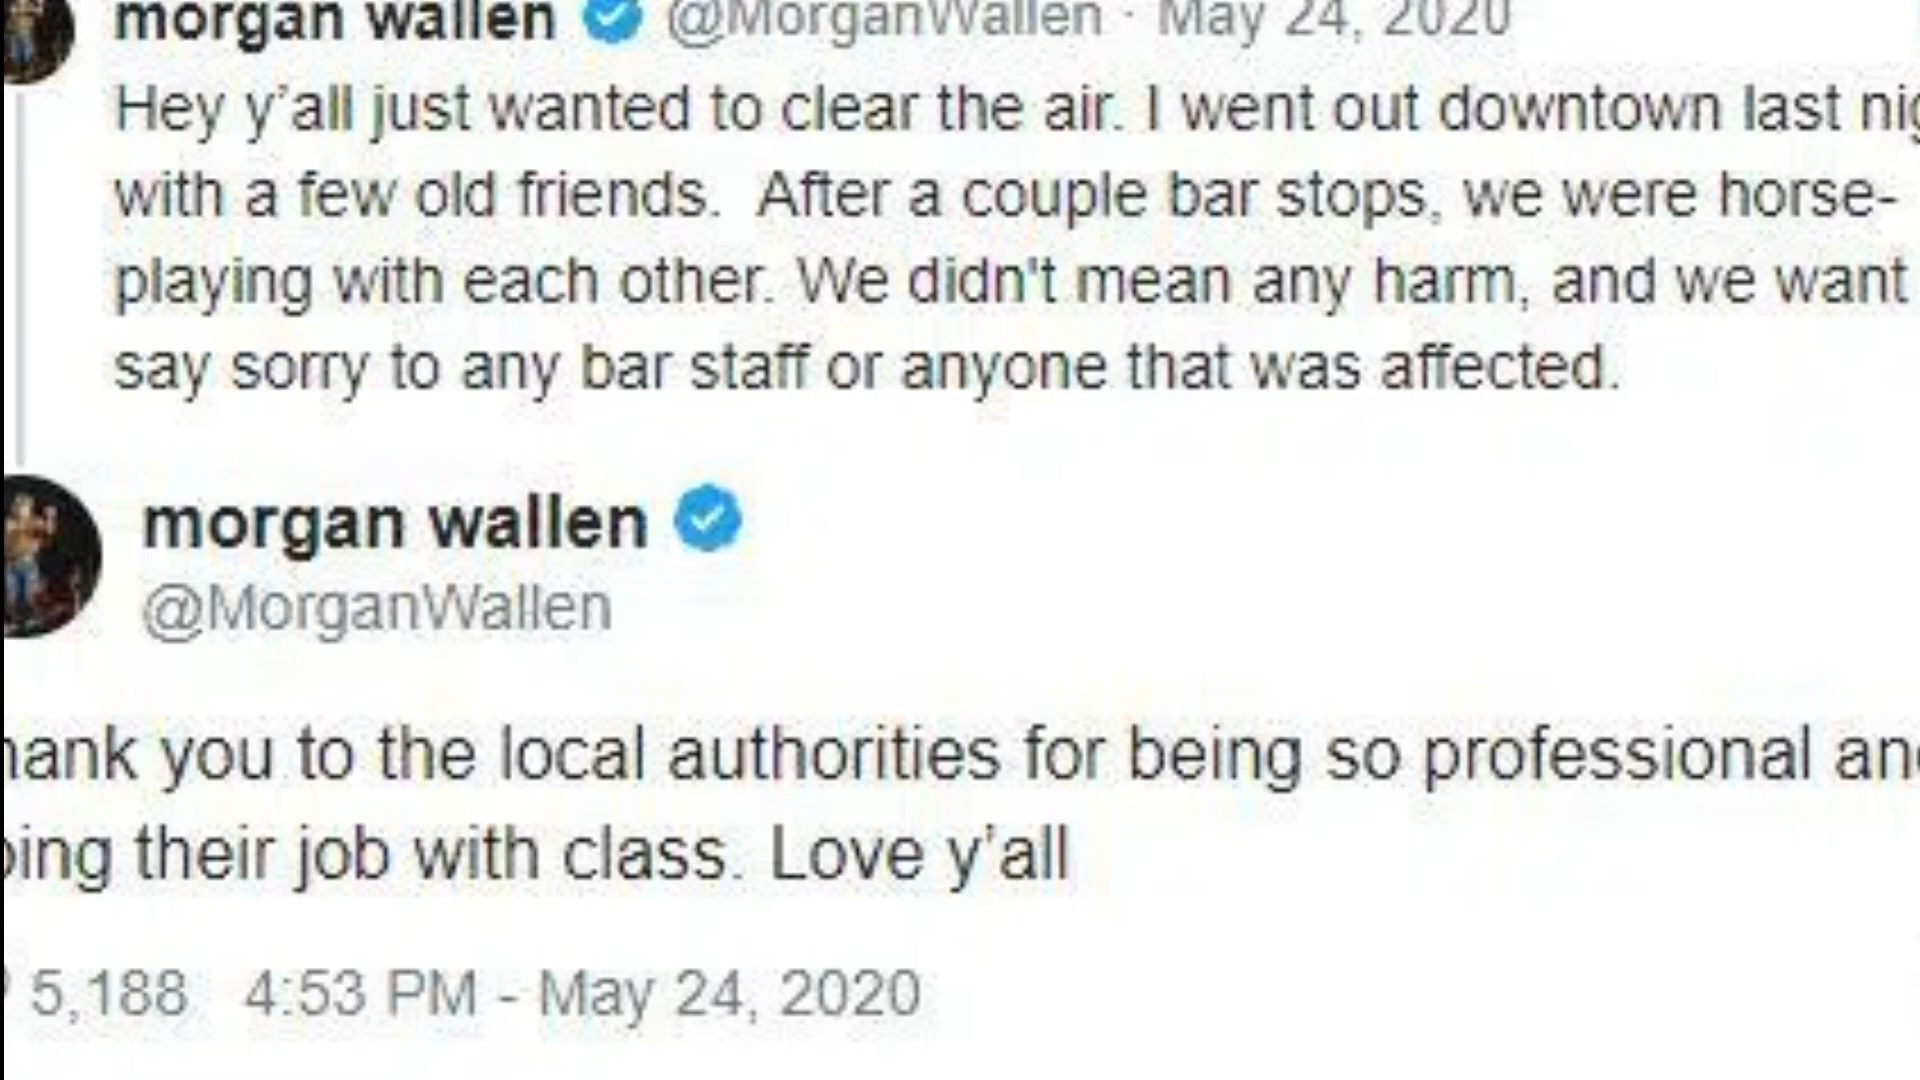 morgan wallen @MorganWallen · May 24, 2020
Hey y'all just wanted to clear the air. I went out downtown last
with a few old friends. After a couple bar stops, we were horse-
playing with each other. We didn't mean any harm, and we want
say sorry to any bar staff or anyone that was affected.
morgan wallen
@MorganWallen
you to the local authorities for being so professional
their job with class. Love y'all
5,188 4:53 PM - May 24, 2020